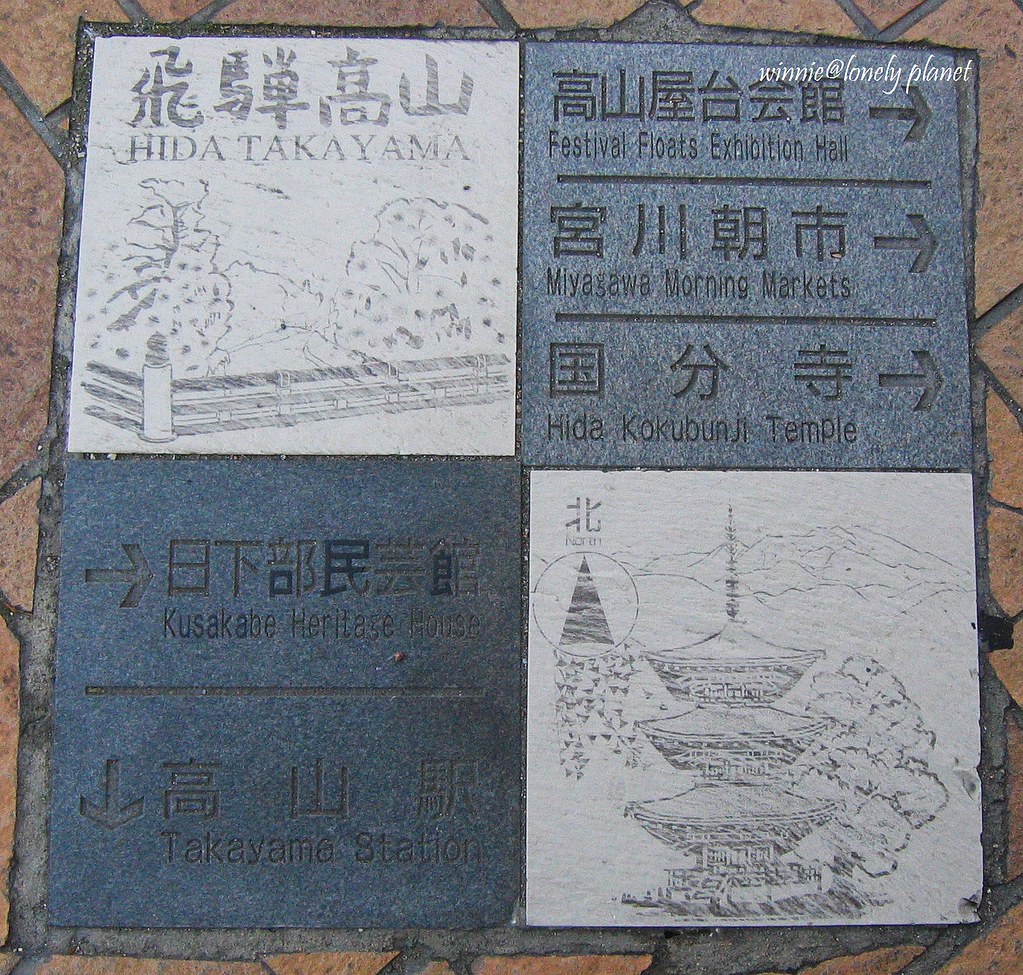 飛騨高山
HIDA TAKAYAMA
winnie@lonely planet
高山屋台会館
Festival Floats Exhibition Hall
宮川朝市
Miyasawa Morning Markets
国分寺
Hida Kokubunji Temple
日下部民芸館
Kusakabe Heritage House
高山駅
Takayama Station
北
North